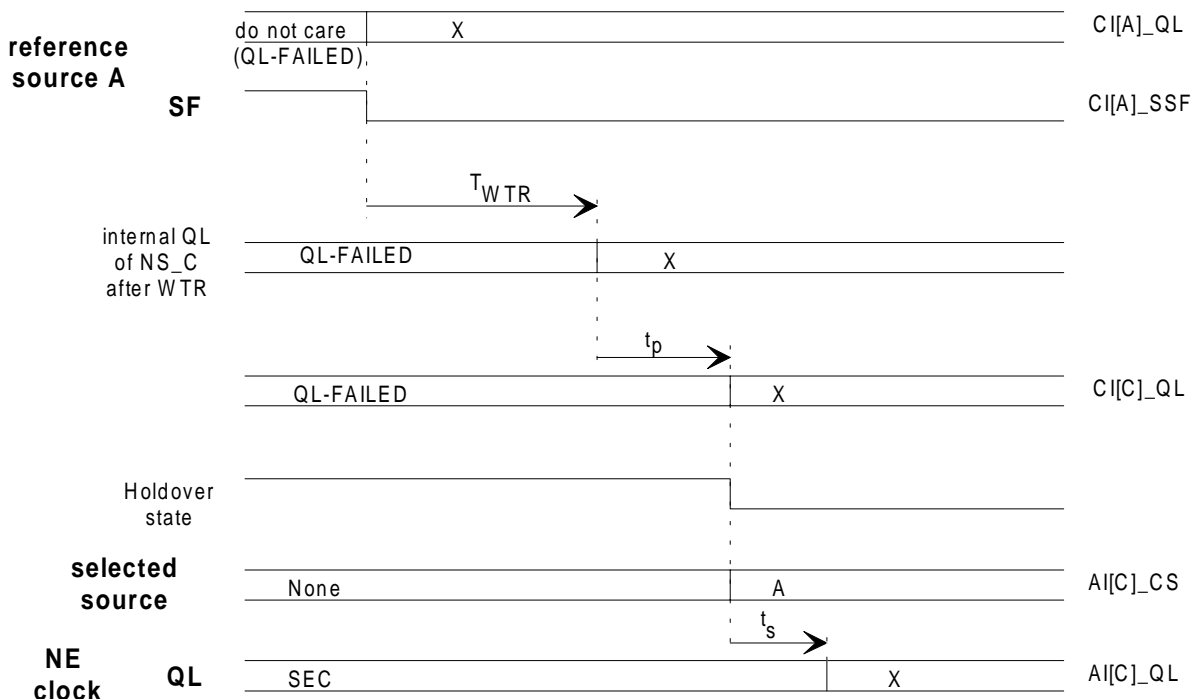 do not care
X
CI[A]_QL
reference
source A
(QL-FAILED)
SF
CI[A]_SSF
TWTR
internal QL
of NS_C
after WTR
QL-FAILED
X
tp
QL-FAILED
X
CI[C]_QL
Holdover
state
selected
source
None
A
AI[C]_CS
ts
NE
clock
QL
SEC
X
AI[C]_QL